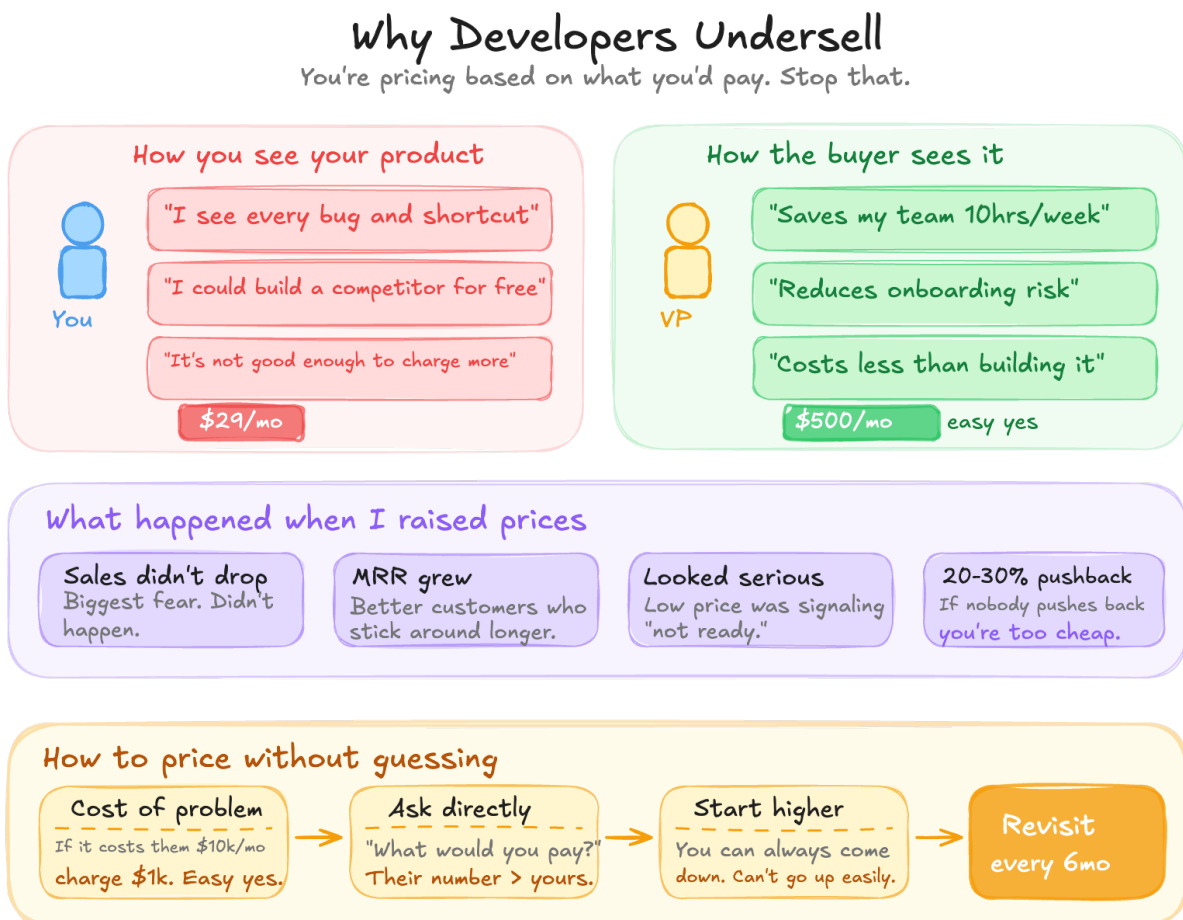 Why Developers Undersell
You're pricing based on what you'd pay. Stop that.
How you see your product
"I see every bug and shortcut"
"I could build a competitor for free"
You
"It's not good enough to charge more"
$29/mo
How the buyer sees it
"Saves my team 10hrs/week"
"Reduces onboarding risk"
VP
"Costs less than building it"
$500/mo easy yes
What happened when I raised prices
Sales didn't drop
Biggest fear. Didn't
happen.
MRR grew
Better customers who
stick around longer.
Looked serious
Low price was signaling
"not ready."
20-30% pushback
If nobody pushes back
you're too cheap.
How to price without guessing
Cost of problem
If it costs them $10k/mo
charge $1k. Easy yes.
Ask directly
"What would you pay?"
Their number > yours.
Start higher
You can always come
down. Can't go up easily.
Revisit
every 6mo